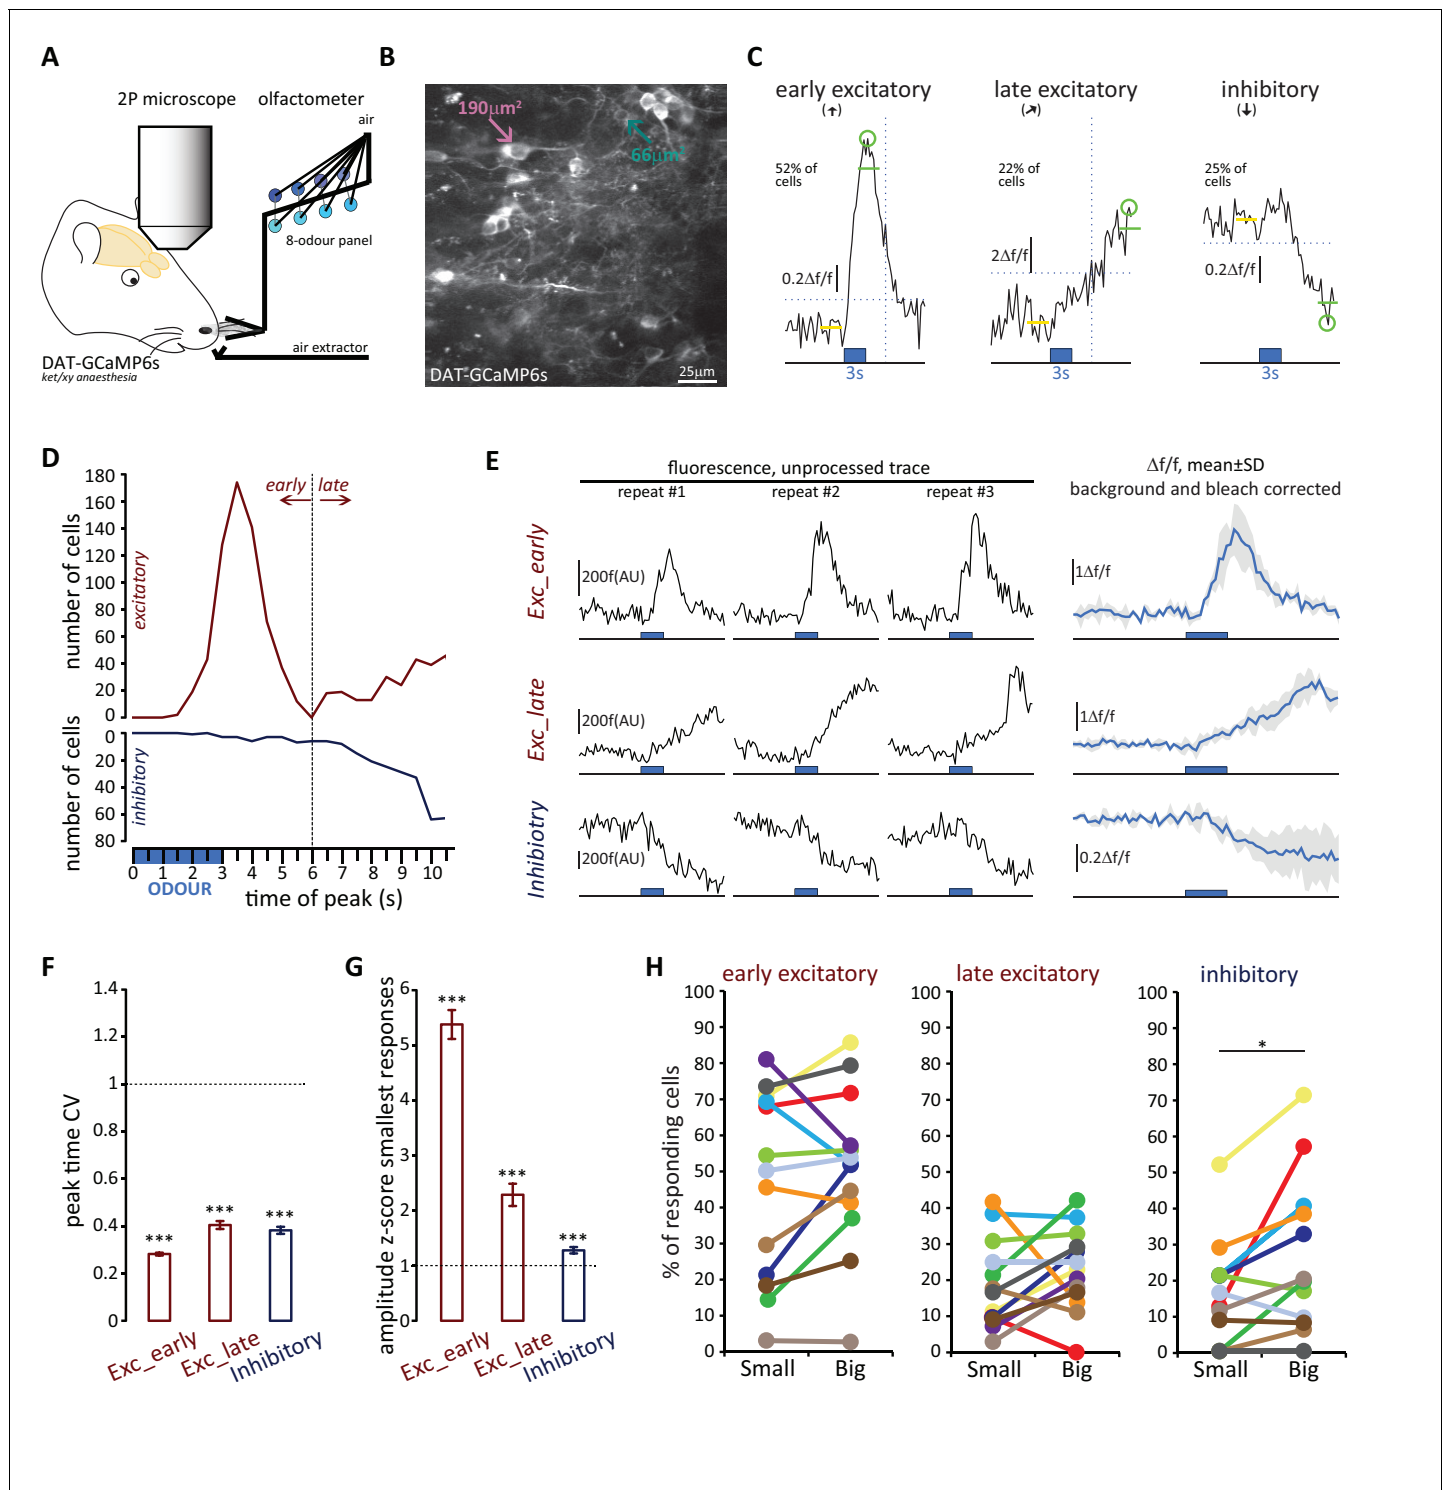 A
2P microscope
olfactometer
air
8-odour panel
air extractor
DAT-GCaMP6s
ket/xy anaesthesia
B
190µm²
66µm²
DAT-GCaMP6s
25µm
C
early excitatory
(↑)
52% of
cells
0.2Δf/f
3s
late excitatory
(↗)
22% of
cells
2Δf/f
3s
inhibitory
(↓)
25% of
cells
0.2Δf/f
3s
D
number of cells
180
160
140
120
100
80
60
40
20
0
excitatory
early
late
number of cells
0
20
40
60
80
inhibitory
0 1 2 3 4 5 6 7 8 9 10
ODOUR
time of peak (s)
E
fluorescence, unprocessed trace
repeat #1
repeat #2
repeat #3
Δf/f, mean±SD
background and bleach corrected
Exc_early
200f(AU)
1Δf/f
Exc_late
200f(AU)
1Δf/f
Inhibiotry
200f(AU)
0.2Δf/f
F
peak time CV
1.4
1.2
1
0.8
0.6
0.4
0.2
0
***
***
***
Exc_early
Exc_late
Inhibitory
G
amplitude z-score smallest responses
6
5
4
3
2
1
0
***
***
***
Exc_early
Exc_late
Inhibitory
H
% of responding cells
early excitatory
100
90
80
70
60
50
40
30
20
10
0
Small
Big
late excitatory
100
90
80
70
60
50
40
30
20
10
0
Small
Big
inhibitory
100
90
80
70
60
50
40
30
20
10
0
*
Small
Big